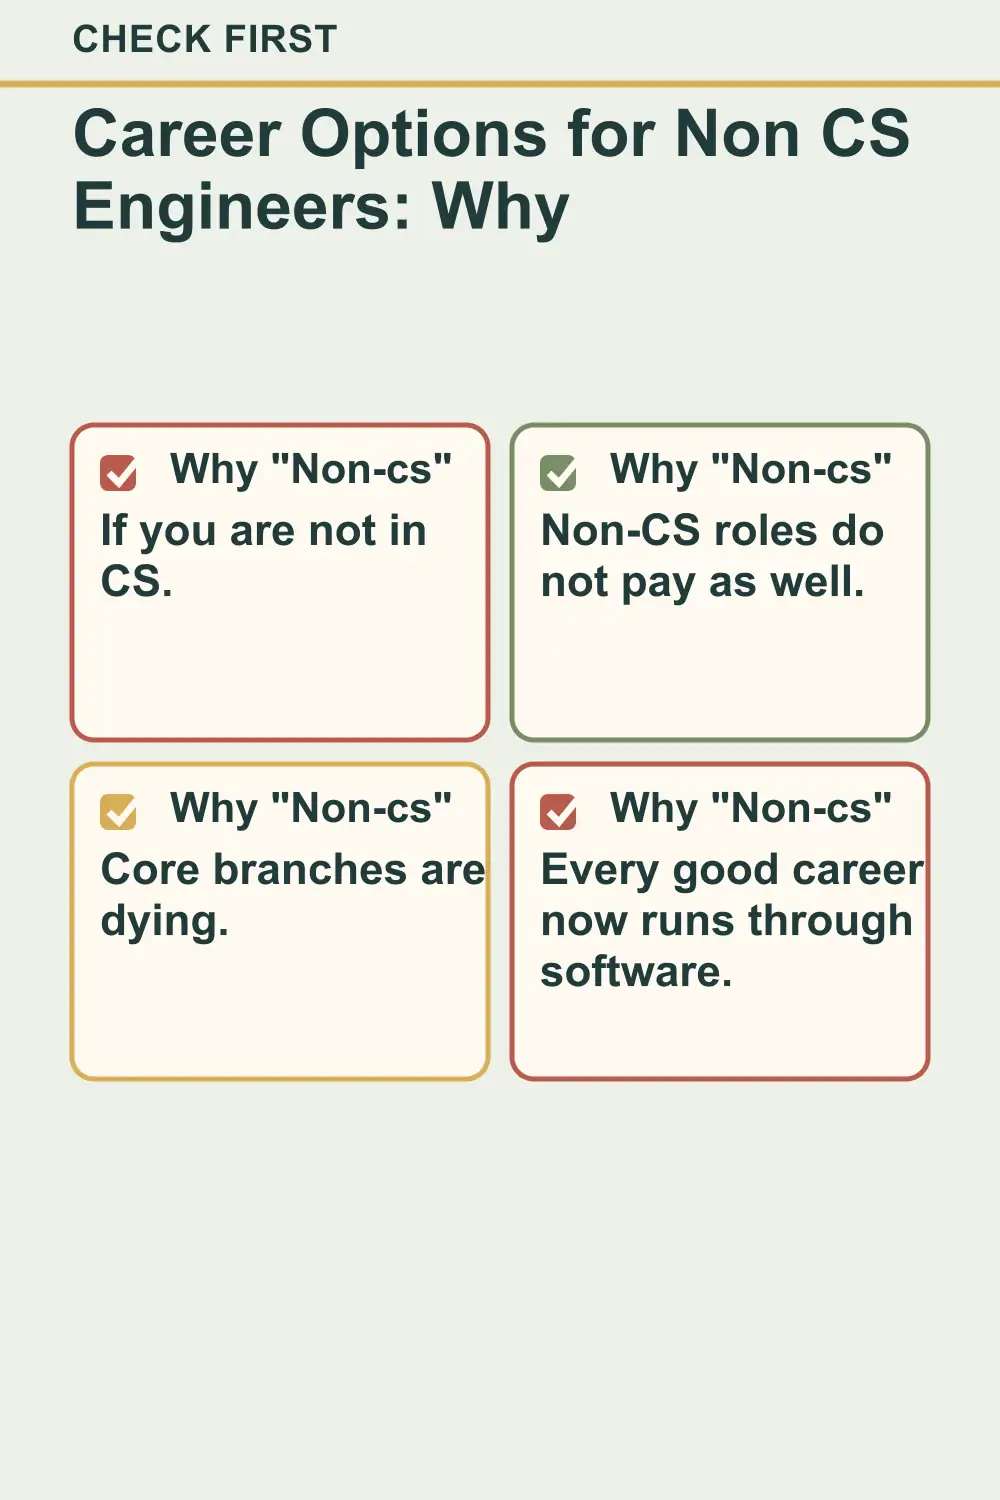 CHECK FIRST
Career Options for Non CS
Engineers: Why
Why "Non-cs"
If you are not in
CS.
Why "Non-cs"
Non-CS roles do
not pay as well.
Why "Non-cs"
Core branches are
dying.
Why "Non-cs"
Every good career
now runs through
software.